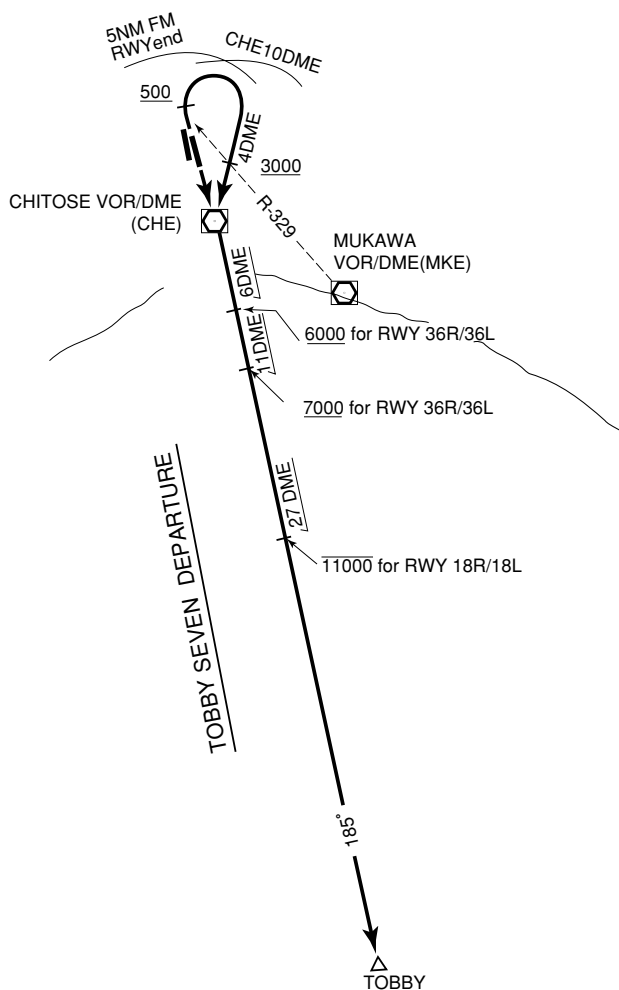 5NM FM
RWYend
CHE10DME
500
4DME
3000
CHITOSE VOR/DME
(CHE)
R-329
MUKAWA
VOR/DME(MKE)
6DME
6000 for RWY 36R/36L
11DME
7000 for RWY 36R/36L
27 DME
11000 for RWY 18R/18L
TOBBY SEVEN DEPARTURE
185°
TOBBY